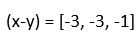 (x-y) = [-3, -3, -1]